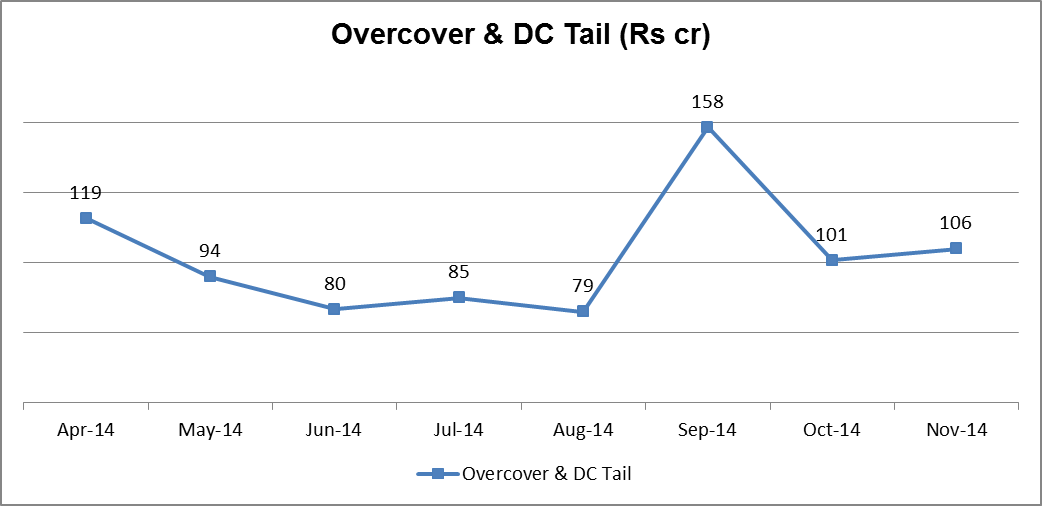 Overcover & DC Tail (Rs cr)
158
119
94
80
85
79
101
106
Apr-14 May-14 Jun-14 Jul-14 Aug-14 Sep-14 Oct-14 Nov-14
Overcover & DC Tail